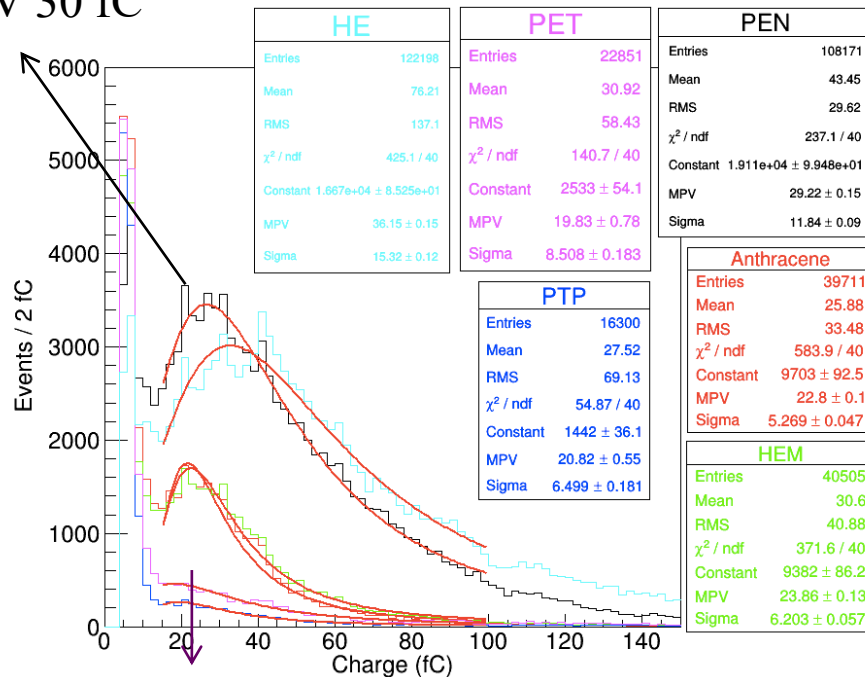 V 30 fC
HE
Entries 122198
Mean 76.21
RMS 137.1
χ² / ndf 425.1 / 40
Constant 1.667e+04 ± 8.525e+01
MPV 36.15 ± 0.15
Sigma 15.32 ± 0.12
PET
Entries 22851
Mean 30.92
RMS 58.43
χ² / ndf 140.7 / 40
Constant 2533 ± 54.1
MPV 19.83 ± 0.78
Sigma 8.508 ± 0.183
PEN
Entries 108171
Mean 43.45
RMS 29.62
χ² / ndf 237.1 / 40
Constant 1.911e+04 ± 9.948e+01
MPV 29.22 ± 0.15
Sigma 11.84 ± 0.09
Anthracene
Entries 39711
Mean 25.88
RMS 33.48
χ² / ndf 583.9 / 40
Constant 9703 ± 92.5
MPV 22.8 ± 0.1
Sigma 5.269 ± 0.047
PTP
Entries 16300
Mean 27.52
RMS 69.13
χ² / ndf 54.87 / 40
Constant 1442 ± 36.1
MPV 20.82 ± 0.55
Sigma 6.499 ± 0.181
HEM
Entries 40505
Mean 30.6
RMS 40.88
χ² / ndf 371.6 / 40
Constant 9382 ± 86.2
MPV 23.86 ± 0.13
Sigma 6.203 ± 0.057
Events / 2 fC
6000
5000
4000
3000
2000
1000
0
0 20 40 60 80 100 120 140
Charge (fC)